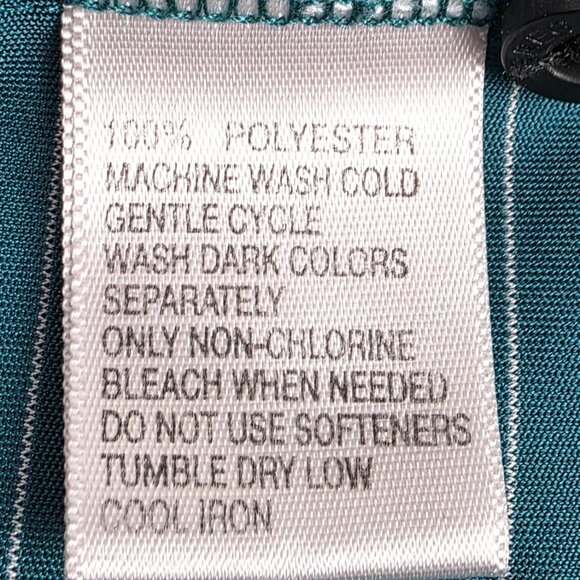 100% POLYESTER
MACHINE WASH COLD
GENTLE CYCLE
WASH DARK COLORS
SEPARATELY
ONLY NON-CHLORINE
BLEACH WHEN NEEDED
DO NOT USE SOFTENERS
TUMBLE DRY LOW
COOL IRON